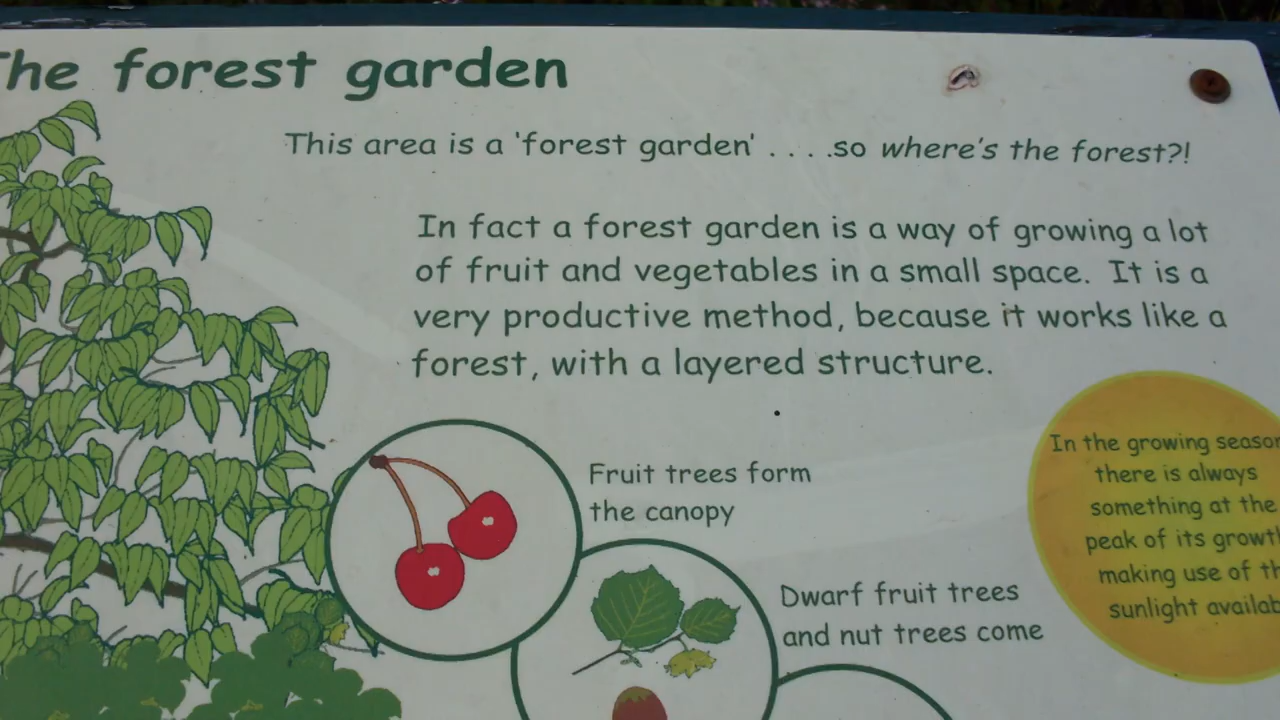 The forest garden
This area is a 'forest garden' . . . .so where's the forest?!
In fact a forest garden is a way of growing a lot
of fruit and vegetables in a small space. It is a
very productive method, because it works like a
forest, with a layered structure.
Fruit trees form
the canopy
Dwarf fruit trees
and nut trees come
In the growing season
there is always
something at the
peak of its growth
making use of
sunlight